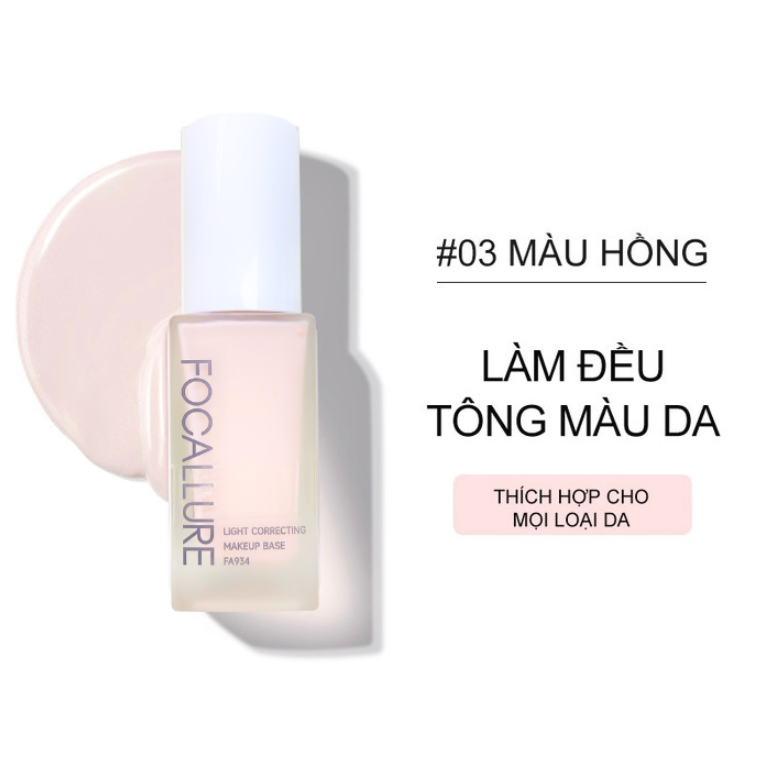 FOCALLURE
LIGHT CORRECTING
MAKEUP BASE
FA934
#03 MÀU HỒNG
LÀM ĐỀU
TÔNG MÀU DA
THÍCH HỢP CHO
MỌI LOẠI DA